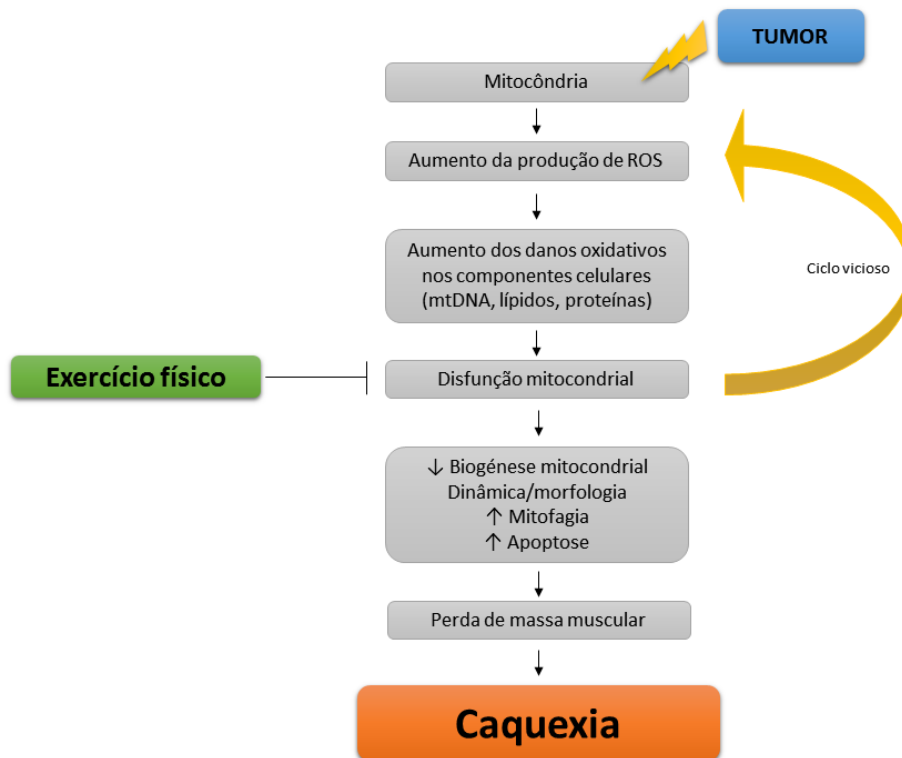 TUMOR
Mitocôndria
Aumento da produção de ROS
Aumento dos danos oxidativos
nos componentes celulares
(mtDNA, lípidos, proteínas)
Ciclo vicioso
Exercício físico
Disfunção mitocondrial
↓ Biogénese mitocondrial
Dinâmica/morfologia
↑ Mitofagia
↑ Apoptose
Perda de massa muscular
Caquexia